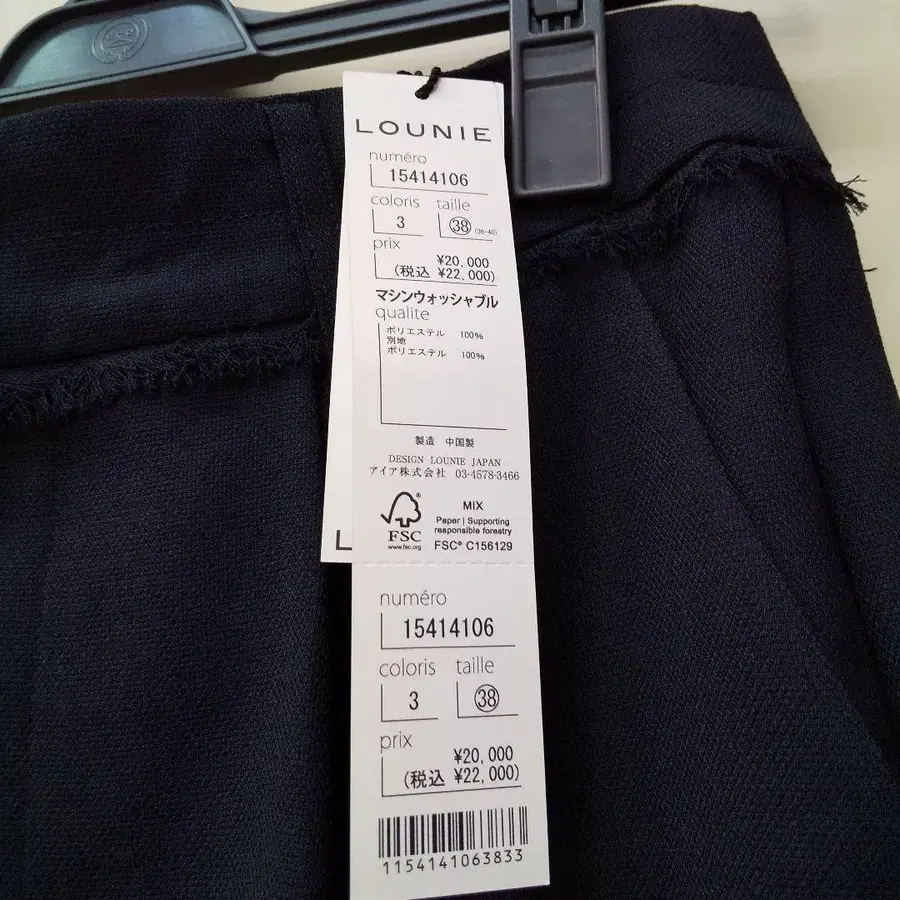 LOUNIE
numéro
15414106
coloris taille
3 38 (36-40)
prix
¥20,000
(税込 ¥22,000)
マシンウォッシャブル
qualite
ポリエステル 100%
別地
ポリエステル 100%
製造 中国製
DESIGN LOUNIE JAPAN
アイア株式会社 03-4578-3466
FSC®
www.fsc.org
MIX
Paper | Supporting
responsible forestry
FSC® C156129
L
numéro
15414106
coloris taille
3 38
prix
¥20,000
(税込 ¥22,000)
1154141063833